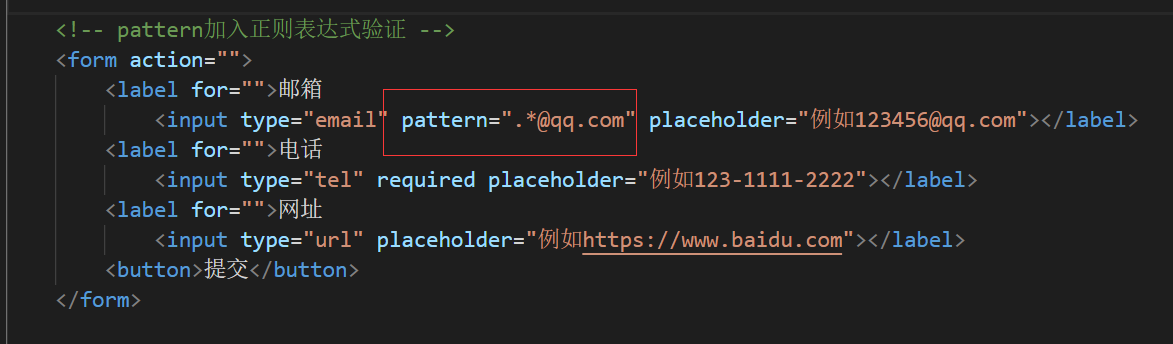 <!-- pattern加入正则表达式验证 -->
<form action="">
<label for="">邮箱
<input type="email" pattern=".*@qq.com" placeholder="例如123456@qq.com"></label>
<label for="">电话
<input type="tel" required placeholder="例如123-1111-2222"></label>
<label for="">网址
<input type="url" placeholder="例如https://www.baidu.com"></label>
<button>提交</button>
</form>